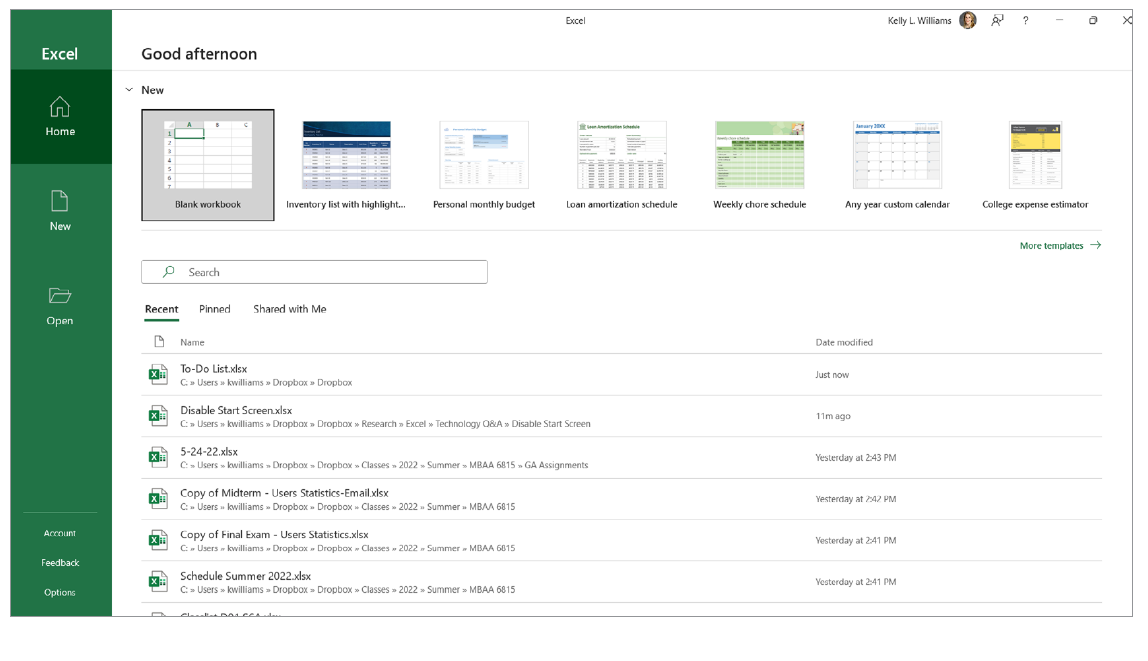 Excel
Kelly L. Williams
?
Excel
Home
New
Open
Account
Feedback
Options
Good afternoon
New
A B C
1
2
3
4
5
6
7
Loan Amortization Schedule
January 20XX
Blank workbook
Inventory list with highlight...
Personal monthly budget
Loan amortization schedule
Weekly chore schedule
Any year custom calendar
College expense estimator
More templates
Search
Recent Pinned Shared with Me
Name Date modified
To-Do List.xlsx
C: » Users » kwilliams » Dropbox » Dropbox
Just now
Disable Start Screen.xlsx
C: » Users » kwilliams » Dropbox » Dropbox » Research » Excel » Technology Q&A » Disable Start Screen
11m ago
5-24-22.xlsx
C: » Users » kwilliams » Dropbox » Dropbox » Classes » 2022 » Summer » MBAA 6815 » GA Assignments
Yesterday at 2:43 PM
Copy of Midterm - Users Statistics-Email.xlsx
C: » Users » kwilliams » Dropbox » Dropbox » Classes » 2022 » Summer » MBAA 6815
Yesterday at 2:42 PM
Copy of Final Exam - Users Statistics.xlsx
C: » Users » kwilliams » Dropbox » Dropbox » Classes » 2022 » Summer » MBAA 6815
Yesterday at 2:41 PM
Schedule Summer 2022.xlsx
C: » Users » kwilliams » Dropbox » Dropbox » Classes » 2022 » Summer » MBAA 6815
Yesterday at 2:41 PM